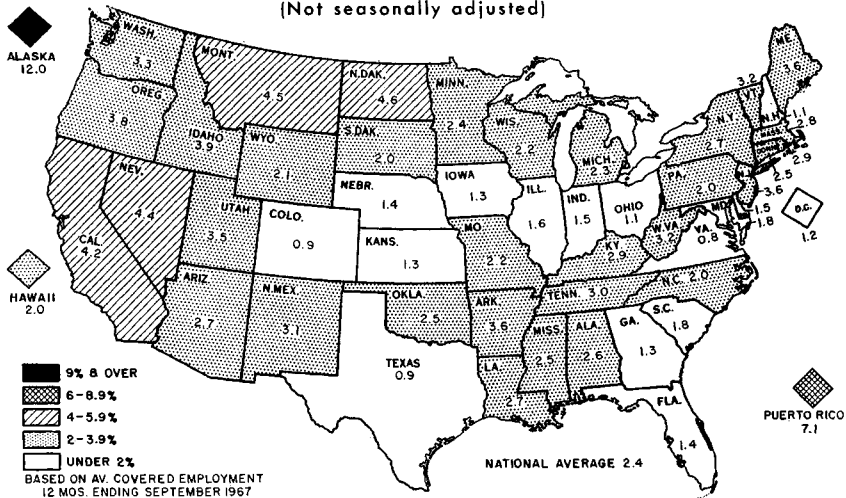 (Not seasonally adjusted)
ALASKA
12.0
WASH.
3.3
OREG.
3.8
IDAHO
3.9
MONT.
4.5
N.DAK.
4.6
S.DAK.
2.0
WYO.
2.1
NEV.
4.4
CAL.
4.2
UTAH
3.5
COLO.
0.9
ARIZ.
2.7
N.MEX.
3.1
NEBR.
1.4
KANS.
1.3
OKLA.
2.5
TEXAS
0.9
MINN.
2.4
IOWA
1.3
MO.
2.2
ARK.
3.6
LA.
2.7
WIS.
2.2
ILL.
1.6
MICH.
2.3
IND.
1.5
OHIO
1.1
KY.
2.9
TENN. 3.0
MISS.
2.5
ALA.
2.6
GA.
1.3
FLA.
1.4
S.C.
1.8
N.C. 2.0
VA.
0.8
W.VA.
3.2
PA.
2.0
N.Y.
2.7
3.2
VT.
N.H.
1.1
ME.
3.6
MASS.
2.8
2.9
2.5
3.6
MD.
1.5
1.8
D.C.
1.2
HAWAII
2.0
PUERTO RICO
7.1
9% & OVER
6-8.9%
4-5.9%
2-3.9%
UNDER 2%
BASED ON AV. COVERED EMPLOYMENT
12 MOS. ENDING SEPTEMBER 1967
NATIONAL AVERAGE 2.4